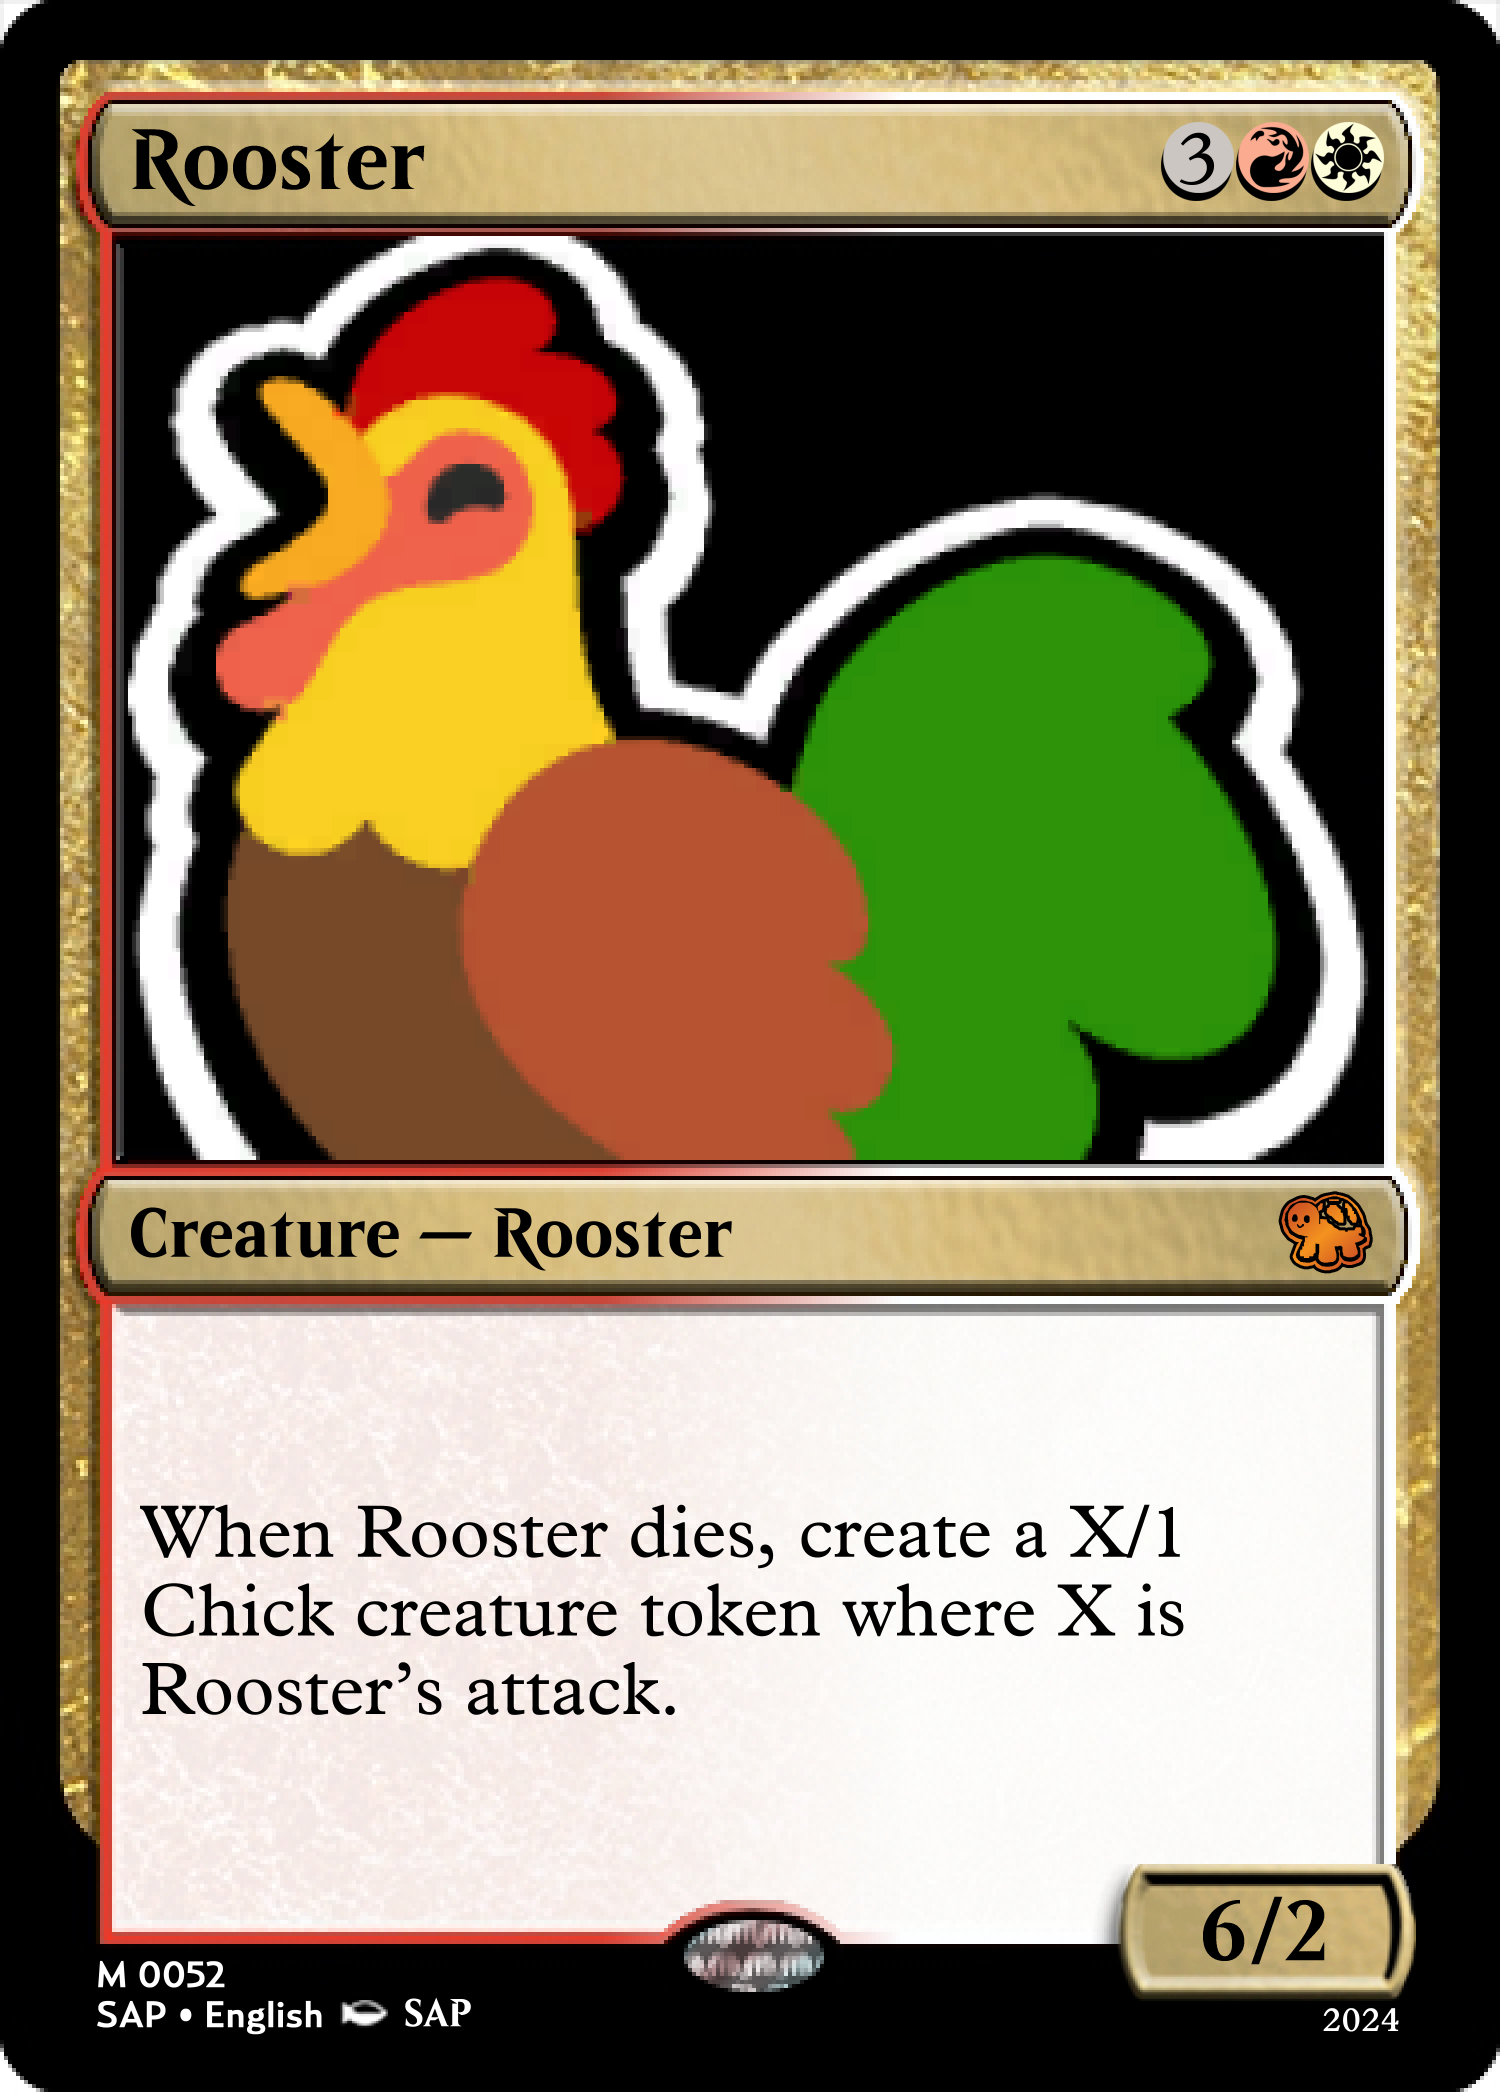 Rooster 3
Creature — Rooster
When Rooster dies, create a X/1
Chick creature token where X is
Rooster’s attack.
6/2
M 0052
SAP • English SAP
2024